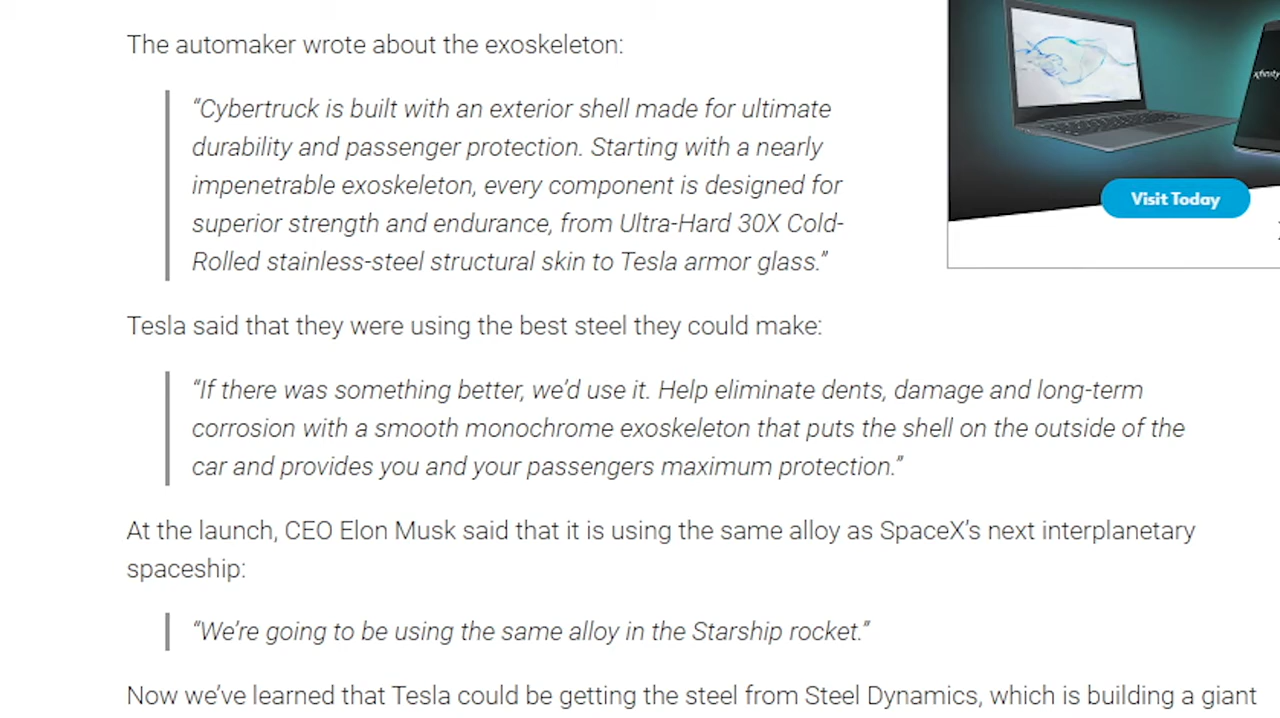 The automaker wrote about the exoskeleton:
“Cybertruck is built with an exterior shell made for ultimate
durability and passenger protection. Starting with a nearly
impenetrable exoskeleton, every component is designed for
superior strength and endurance, from Ultra-Hard 30X Cold-
Rolled stainless-steel structural skin to Tesla armor glass.”
xfinity
Visit Today
Tesla said that they were using the best steel they could make:
“If there was something better, we’d use it. Help eliminate dents, damage and long-term
corrosion with a smooth monochrome exoskeleton that puts the shell on the outside of the
car and provides you and your passengers maximum protection.”
At the launch, CEO Elon Musk said that it is using the same alloy as SpaceX’s next interplanetary
spaceship:
“We’re going to be using the same alloy in the Starship rocket.”
Now we’ve learned that Tesla could be getting the steel from Steel Dynamics, which is building a giant